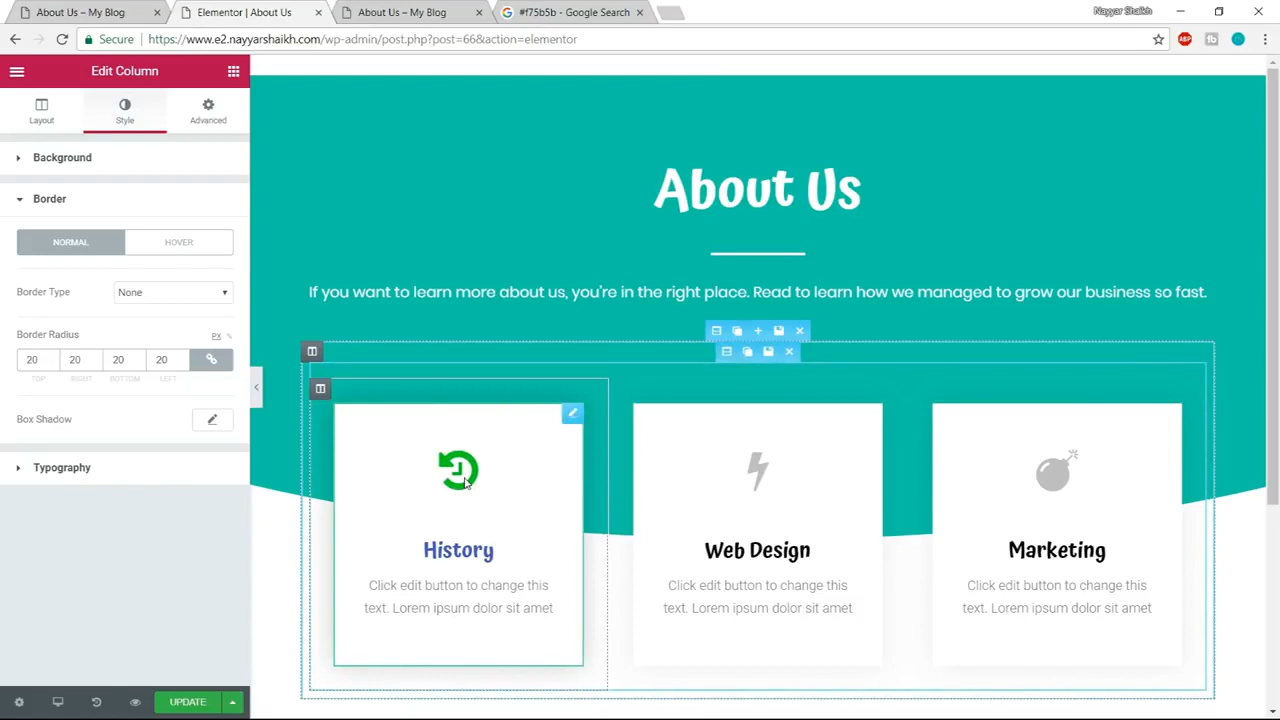 About Us – My Blog
Elementor | About Us
About Us – My Blog
#f75b5b - Google Search
Nayyar Shaikh
Secure
https://www.e2.nayyarshaikh.com/wp-admin/post.php?post=66&action=elementor
ABP
fb
Edit Column
Layout
Style
Advanced
Background
Border
NORMAL
HOVER
Border Type
None
Border Radius
PX %
20 20 20 20
TOP RIGHT BOTTOM LEFT
Box Shadow
Typography
UPDATE
About Us
If you want to learn more about us, you're in the right place. Read to learn how we managed to grow our business so fast.
History
Click edit button to change this
text. Lorem ipsum dolor sit amet
Web Design
Click edit button to change this
text. Lorem ipsum dolor sit amet
Marketing
Click edit button to change this
text. Lorem ipsum dolor sit amet